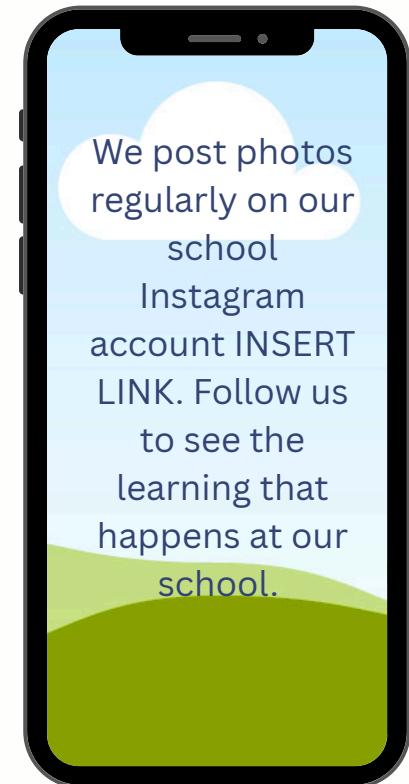 We post photos
regularly on our
school
Instagram
account INSERT
LINK. Follow us
to see the
learning that
happens at our
school.